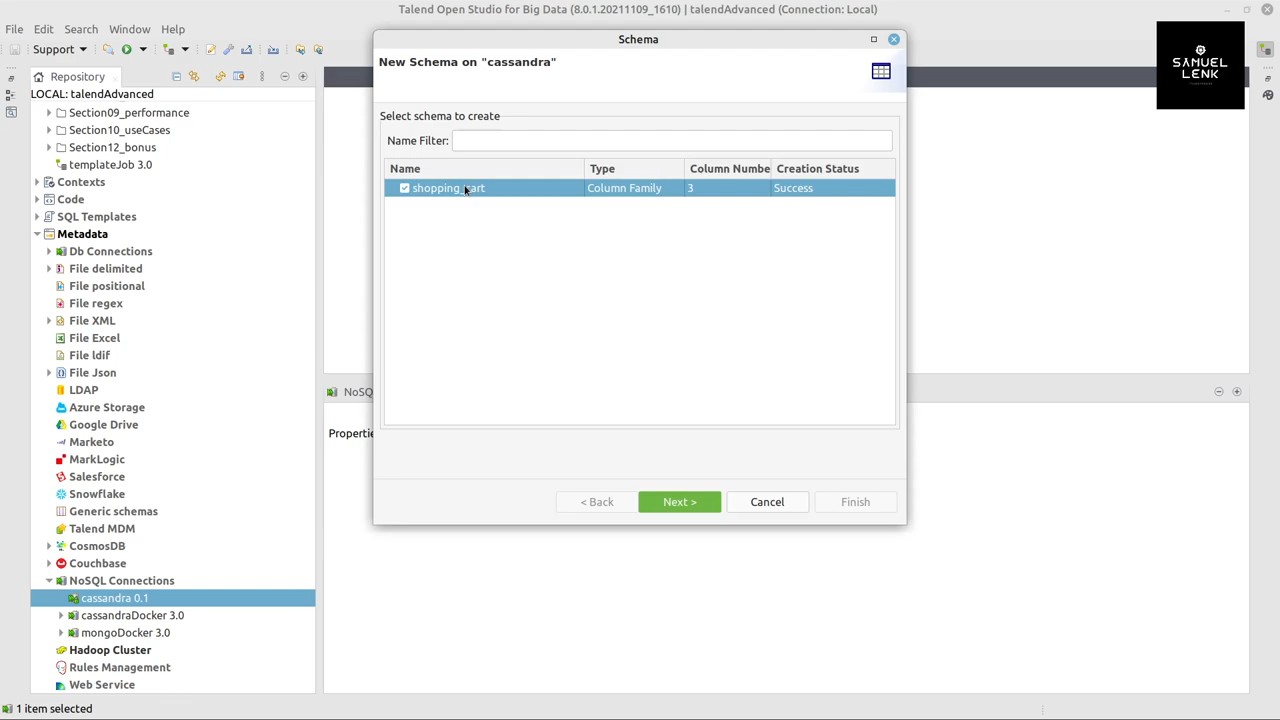 Talend Open Studio for Big Data (8.0.1.20211109_1610) | talendAdvanced (Connection: Local)
File Edit Search Window Help
Support
Repository
LOCAL: talendAdvanced
Section09_performance
Section10_useCases
Section12_bonus
templateJob 3.0
Contexts
Code
SQL Templates
Metadata
Db Connections
File delimited
File positional
File regex
File XML
File Excel
File ldif
File Json
LDAP
Azure Storage
Google Drive
Marketo
MarkLogic
Salesforce
Snowflake
Generic schemas
Talend MDM
CosmosDB
Couchbase
NoSQL Connections
cassandra 0.1
cassandraDocker 3.0
mongoDocker 3.0
Hadoop Cluster
Rules Management
Web Service
1 item selected
Schema
New Schema on "cassandra"
Select schema to create
Name Filter:
Name Type Column Numbe Creation Status
shopping_cart Column Family 3 Success
< Back Next > Cancel Finish
NoSQ
Propertie
SAMUEL
LENK